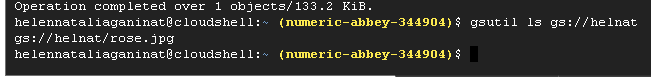 Operation completed over 1 objects/133.2 KiB.
helennataliaganinat@cloudshell:~ (numeric-abbey-344904)$ gsutil ls gs://helnat
gs://helnat/rose.jpg
helennataliaganinat@cloudshell:~ (numeric-abbey-344904)$